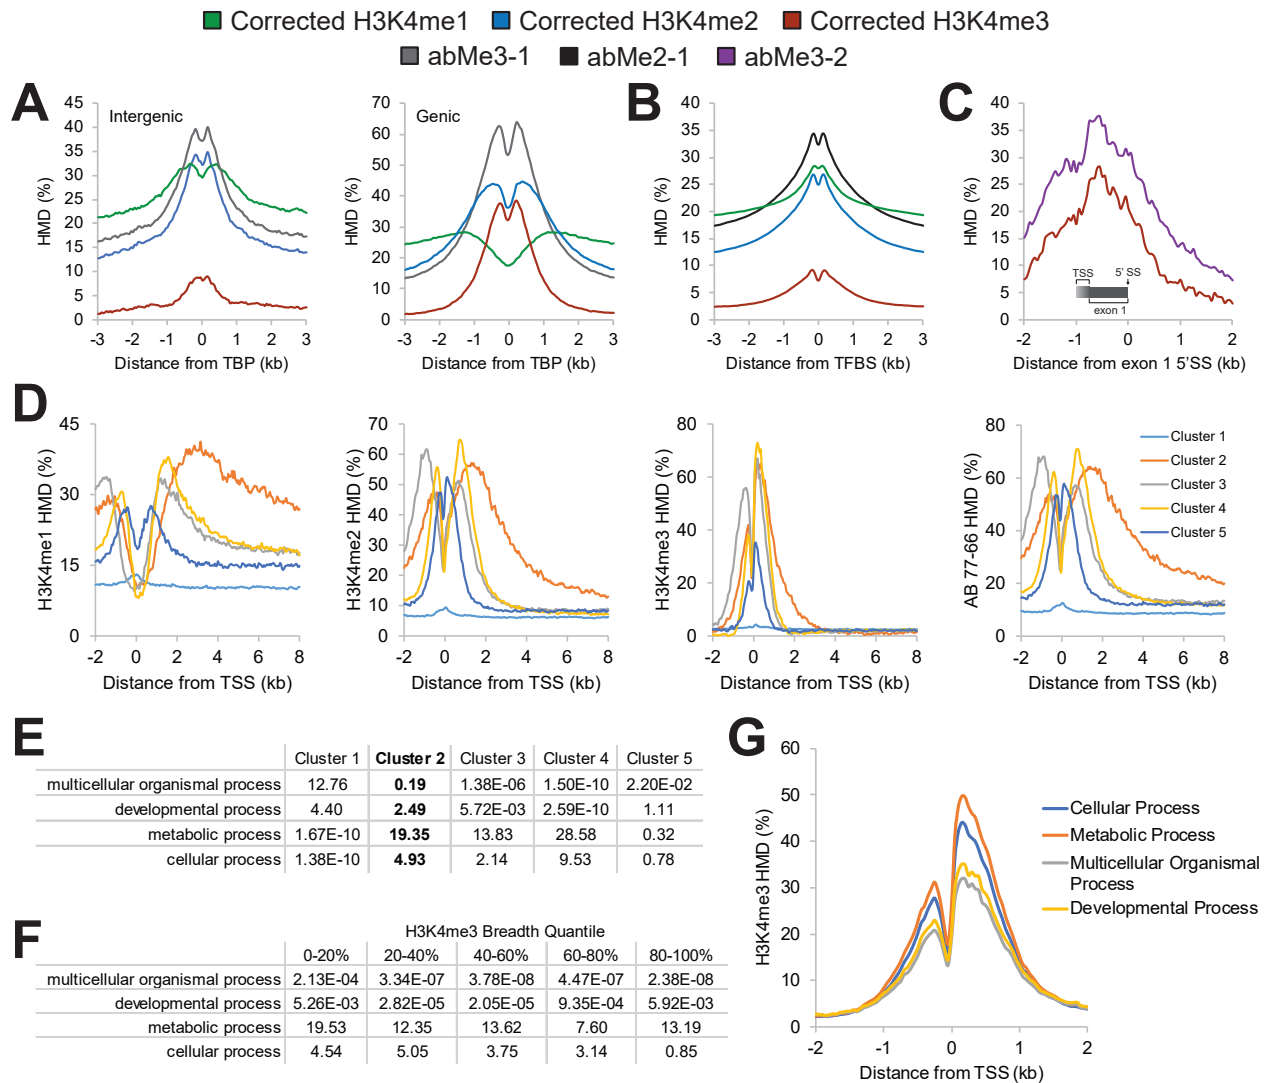 Corrected H3K4me1 Corrected H3K4me2 Corrected H3K4me3
abMe3-1 abMe2-1 abMe3-2
A
Intergenic
HMD (%)
45
40
35
30
25
20
15
10
5
0
-3 -2 -1 0 1 2 3
Distance from TBP (kb)
Genic
HMD (%)
70
60
50
40
30
20
10
0
-3 -2 -1 0 1 2 3
Distance from TBP (kb)
B
HMD (%)
40
35
30
25
20
15
10
5
0
-3 -2 -1 0 1 2 3
Distance from TFBS (kb)
C
HMD (%)
40
35
30
25
20
15
10
5
0
TSS 5' SS
exon 1
-2 -1 0 1 2
Distance from exon 1 5'SS (kb)
D
H3K4me1 HMD (%)
45
30
15
0
-2 0 2 4 6 8
Distance from TSS (kb)
H3K4me2 HMD (%)
70
60
50
40
30
20
10
0
-2 0 2 4 6 8
Distance from TSS (kb)
H3K4me3 HMD (%)
80
60
40
20
0
-2 0 2 4 6 8
Distance from TSS (kb)
AB 77-66 HMD (%)
80
60
40
20
0
-2 0 2 4 6 8
Distance from TSS (kb)
Cluster 1
Cluster 2
Cluster 3
Cluster 4
Cluster 5
E
Cluster 1 Cluster 2 Cluster 3 Cluster 4 Cluster 5
multicellular organismal process 12.76 0.19 1.38E-06 1.50E-10 2.20E-02
developmental process 4.40 2.49 5.72E-03 2.59E-10 1.11
metabolic process 1.67E-10 19.35 13.83 28.58 0.32
cellular process 1.38E-10 4.93 2.14 9.53 0.78
F
H3K4me3 Breadth Quantile
0-20% 20-40% 40-60% 60-80% 80-100%
multicellular organismal process 2.13E-04 3.34E-07 3.78E-08 4.47E-07 2.38E-08
developmental process 5.26E-03 2.82E-05 2.05E-05 9.35E-04 5.92E-03
metabolic process 19.53 12.35 13.62 7.60 13.19
cellular process 4.54 5.05 3.75 3.14 0.85
G
H3K4me3 HMD (%)
60
50
40
30
20
10
0
-2 -1 0 1 2
Distance from TSS (kb)
Cellular Process
Metabolic Process
Multicellular Organismal
Process
Developmental Process